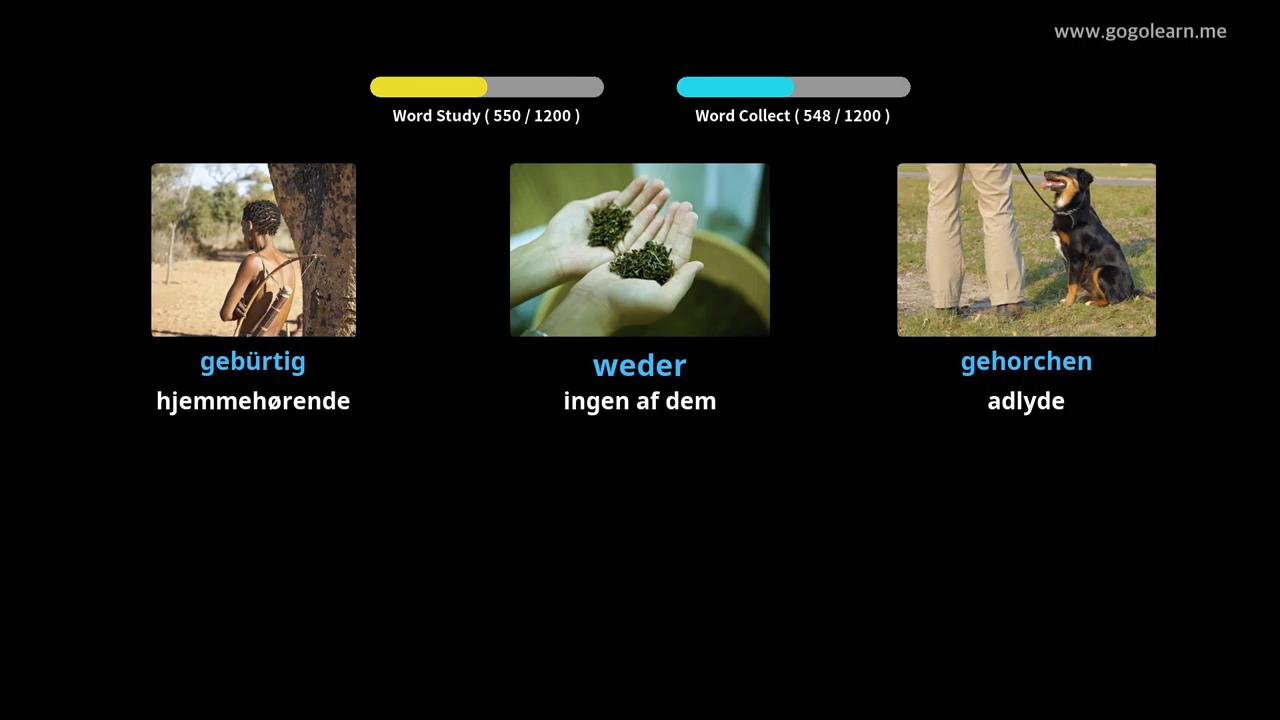 www.gogolearn.me
Word Study ( 550 / 1200 )
Word Collect ( 548 / 1200 )
gebürtig
hjemmehørende
weder
ingen af dem
gehorchen
adlyde